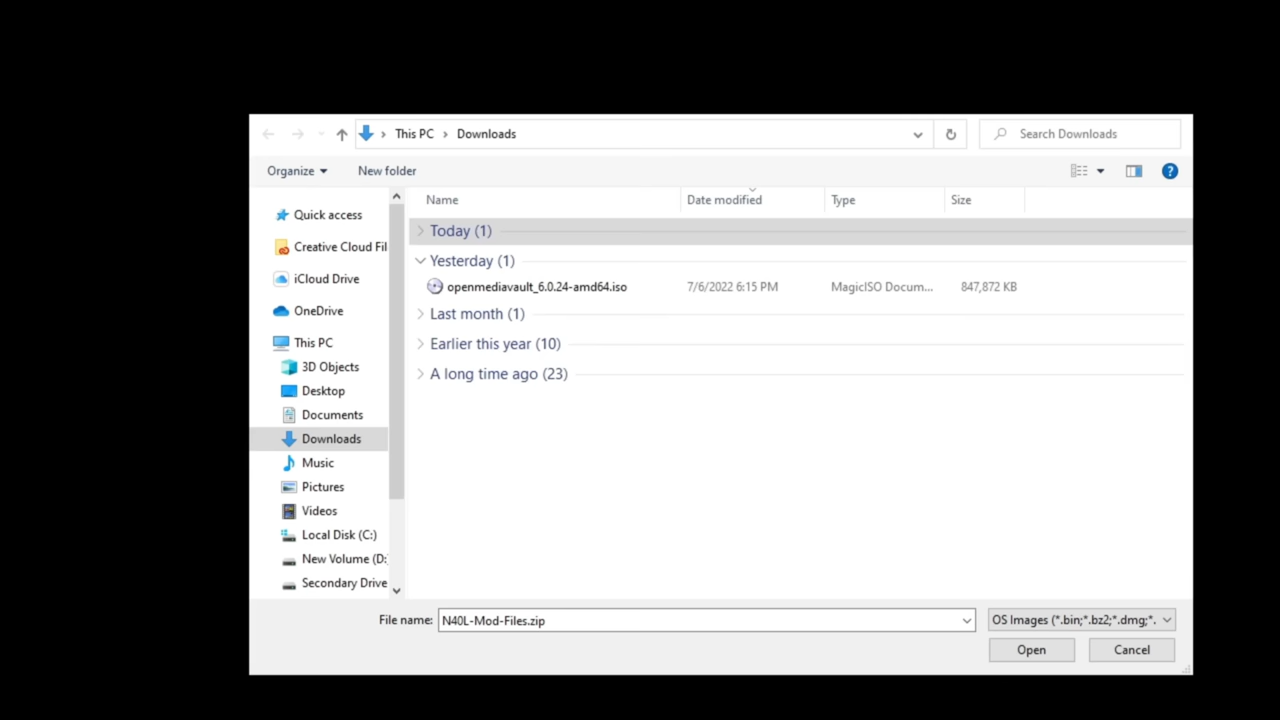 This PC > Downloads
Search Downloads
Organize
New folder
?
Name
Date modified
Type
Size
Quick access
Creative Cloud Fil
iCloud Drive
OneDrive
This PC
3D Objects
Desktop
Documents
Downloads
Music
Pictures
Videos
Local Disk (C:)
New Volume (D:
Secondary Drive
Today (1)
Yesterday (1)
openmediavault_6.0.24-amd64.iso 7/6/2022 6:15 PM MagicISO Docum... 847,872 KB
Last month (1)
Earlier this year (10)
A long time ago (23)
File name: N40L-Mod-Files.zip
OS Images (*.bin;*.bz2;*.dmg;*.
Open
Cancel